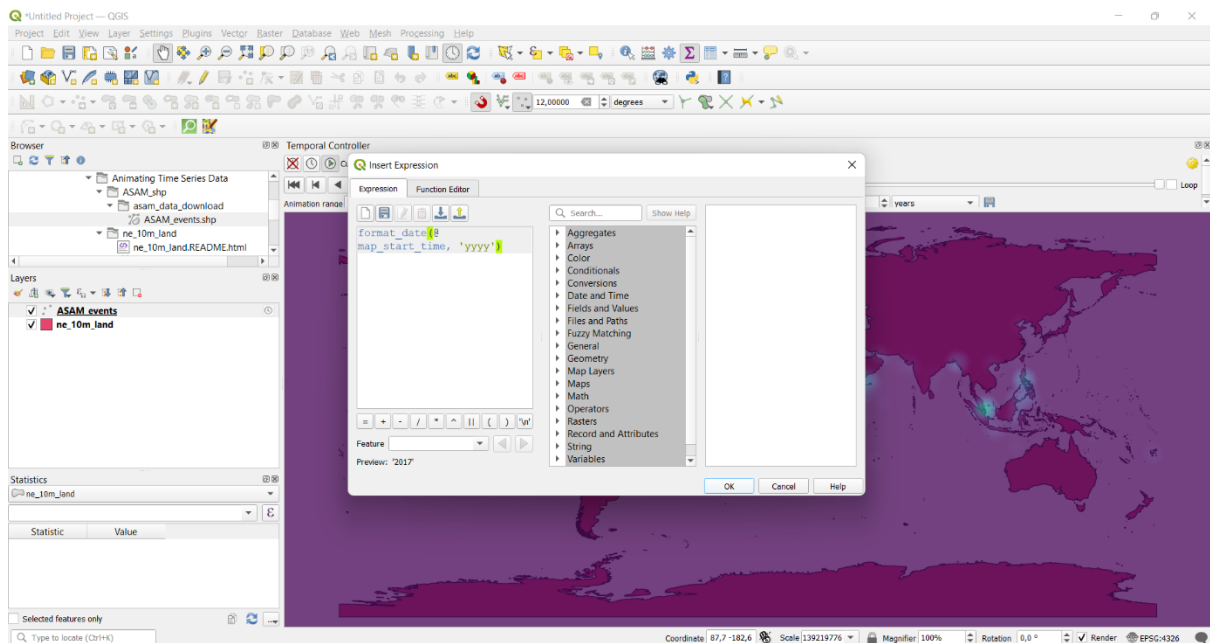 *Untitled Project — QGIS
Project Edit View Layer Settings Plugins Vector Raster Database Web Mesh Processing Help
12,00000 degrees
Browser
Temporal Controller
Animating Time Series Data
ASAM_shp
asam_data_download
ASAM_events.shp
ne_10m_land
ne_10m_land.README.html
Animation range
Loop
years
Insert Expression
Expression Function Editor
Search... Show Help
format_date(@
map_start_time, 'yyyy')
Aggregates
Arrays
Color
Conditionals
Conversions
Date and Time
Fields and Values
Files and Paths
Fuzzy Matching
General
Geometry
Map Layers
Maps
Math
Operators
Rasters
Record and Attributes
String
Variables
= + - / * ^ || ( ) '\n'
Feature
Preview: '2017'
OK Cancel Help
Layers
ASAM events
ne_10m_land
Statistics
ne_10m_land
ε
Statistic Value
Selected features only
Type to locate (Ctrl+K)
Coordinate 87,7 -182,6 Scale 139219776 Magnifier 100% Rotation 0,0 ° Render EPSG:4326